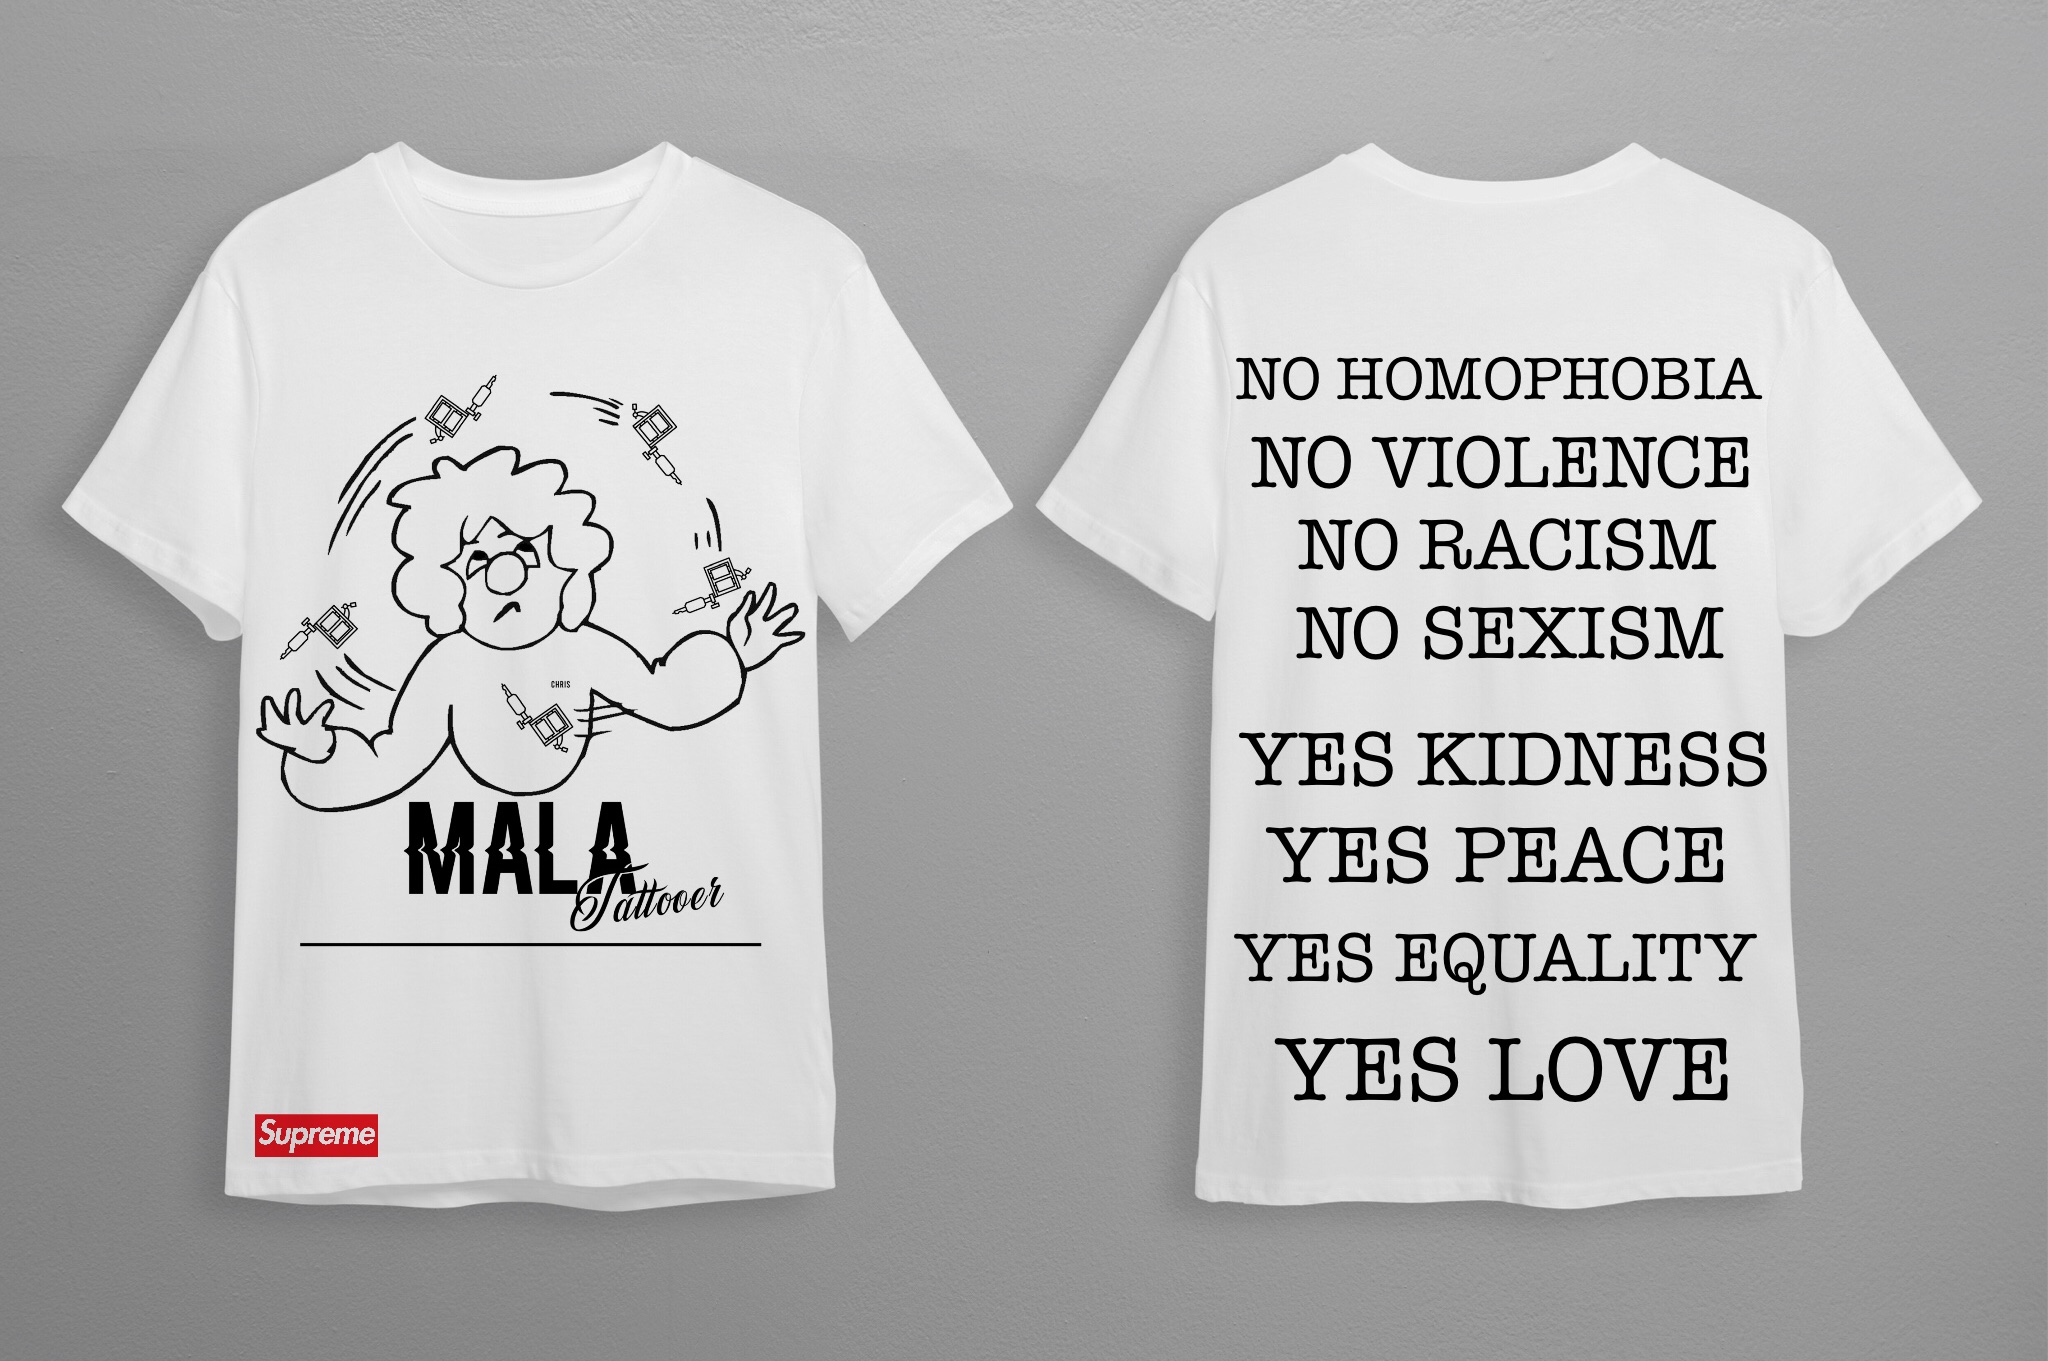 CHRIS
MALA
Tattooer
Supreme
NO HOMOPHOBIA
NO VIOLENCE
NO RACISM
NO SEXISM
YES KIDNESS
YES PEACE
YES EQUALITY
YES LOVE